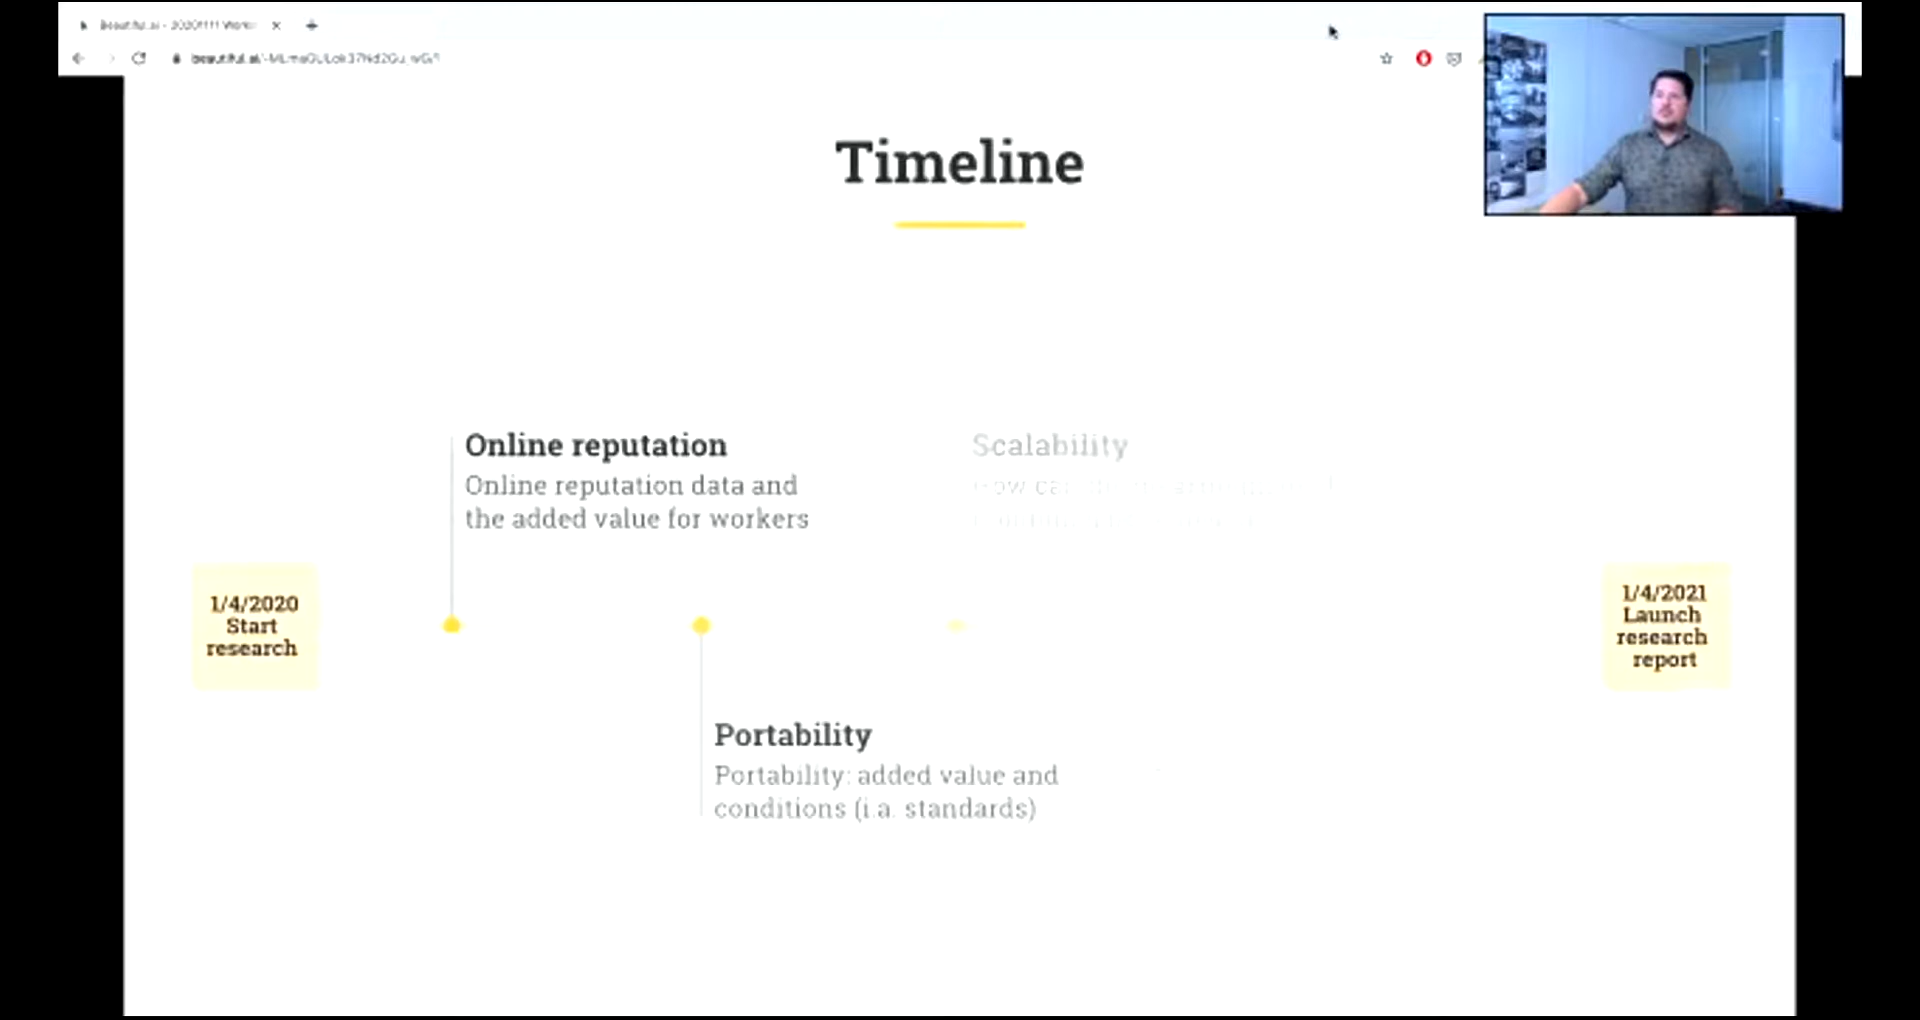 Timeline
Online reputation
Online reputation data and
the added value for workers
Scalability
1/4/2020
Start
research
1/4/2021
Launch
research
report
Portability
Portability: added value and
conditions (i.a. standards)